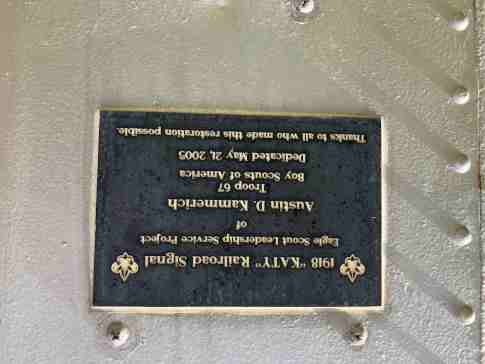 1918 "KATY" Railroad Signal
Eagle Scout Leadership Service Project
of
Austin D. Kammerich
Troop 67
Boy Scouts of America
Dedicated May 21, 2005
Thanks to all who made this restoration possible.